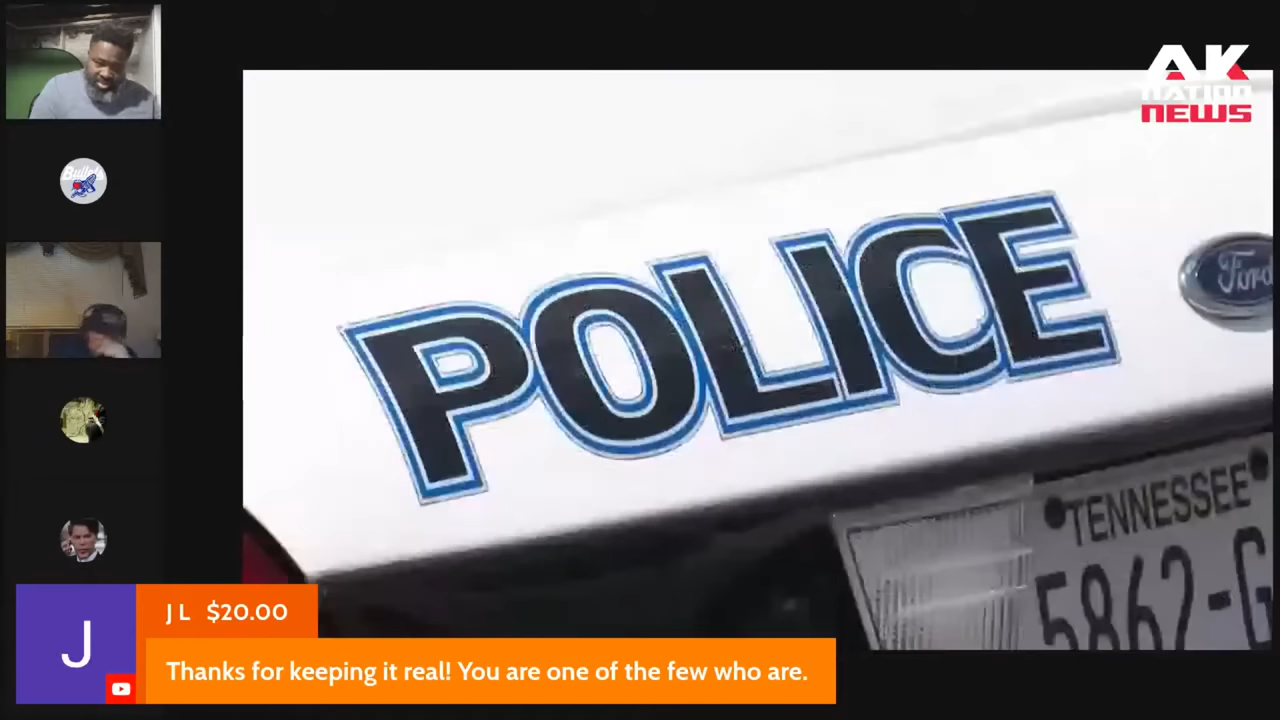 AK
NATION
NEWS
Bullets
POLICE
Ford
TENNESSEE
5862-G
J
J L $20.00
Thanks for keeping it real! You are one of the few who are.